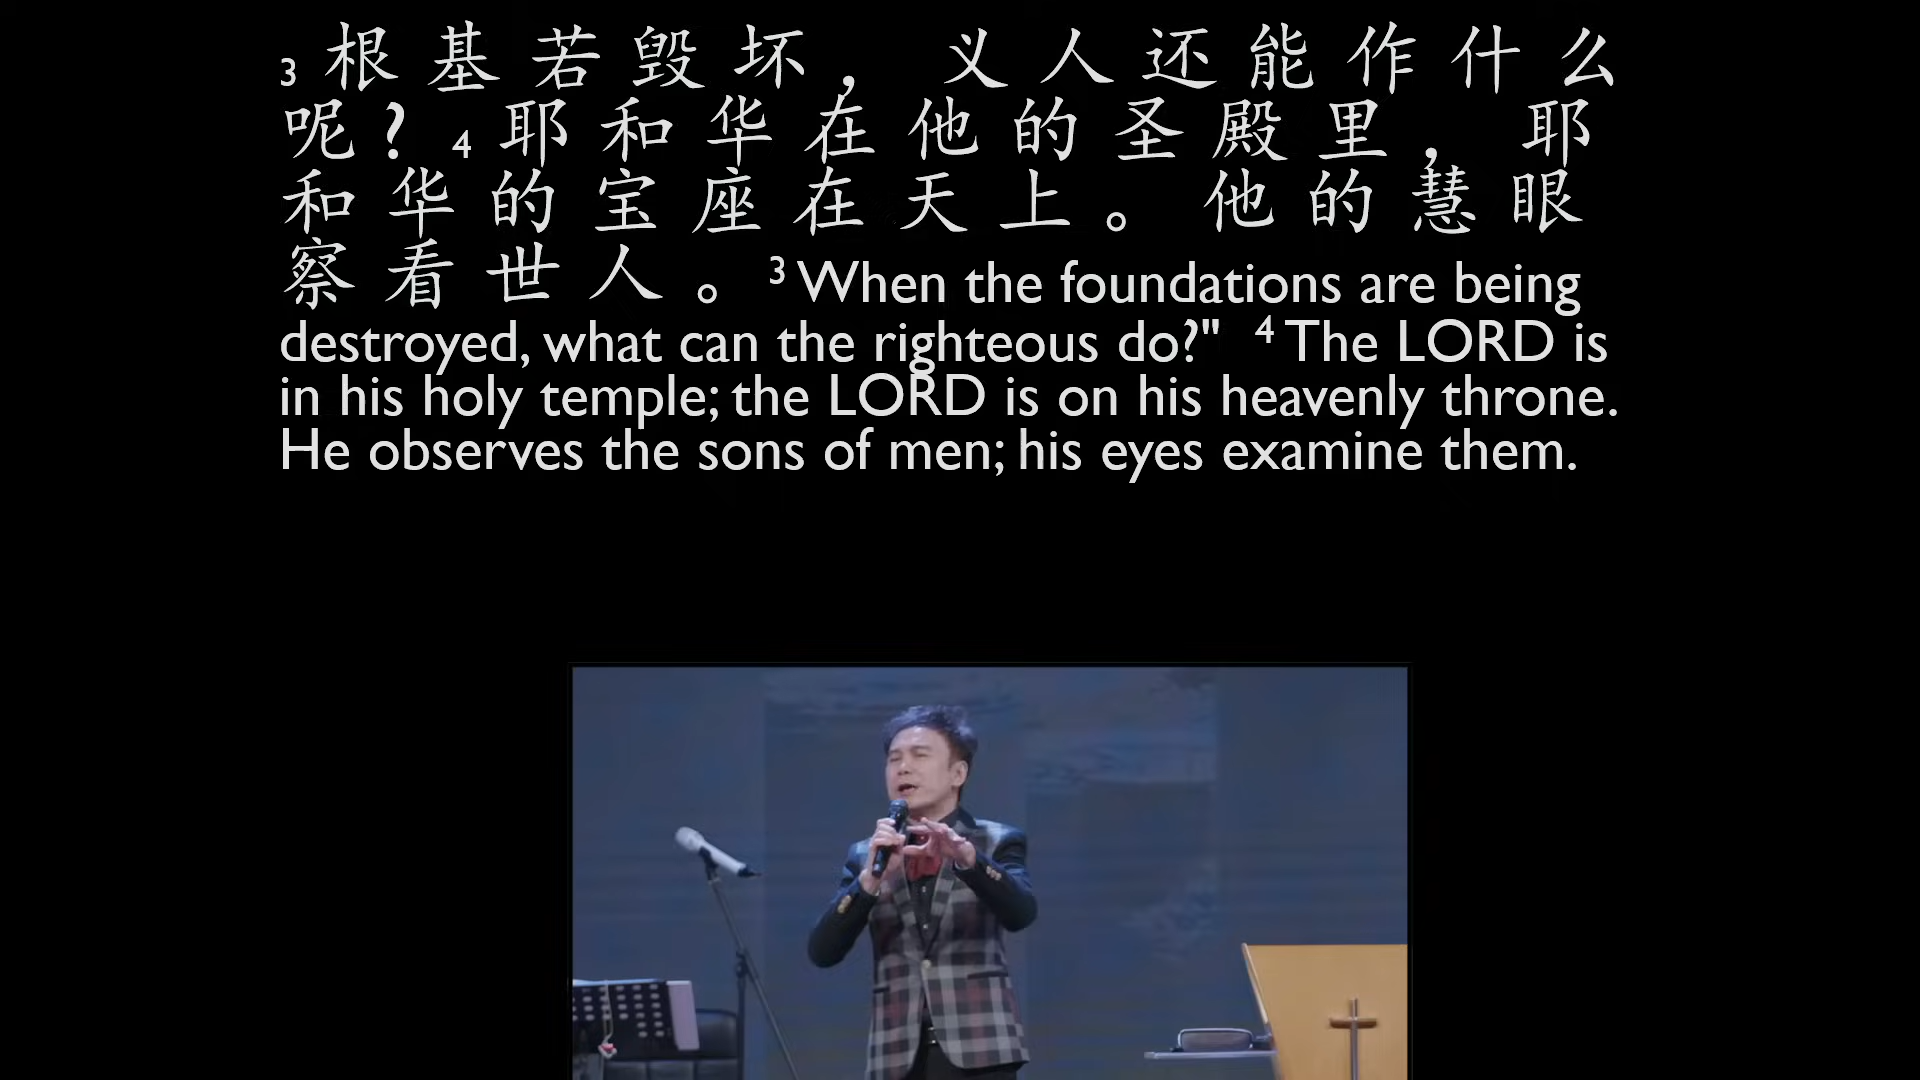 3 根基若毁坏，义人还能作什么
呢？ 4 耶和华在他的圣殿里，耶
和华的宝座在天上。他的慧眼
察看世人。 3 When the foundations are being
destroyed, what can the righteous do?" 4 The LORD is
in his holy temple; the LORD is on his heavenly throne.
He observes the sons of men; his eyes examine them.